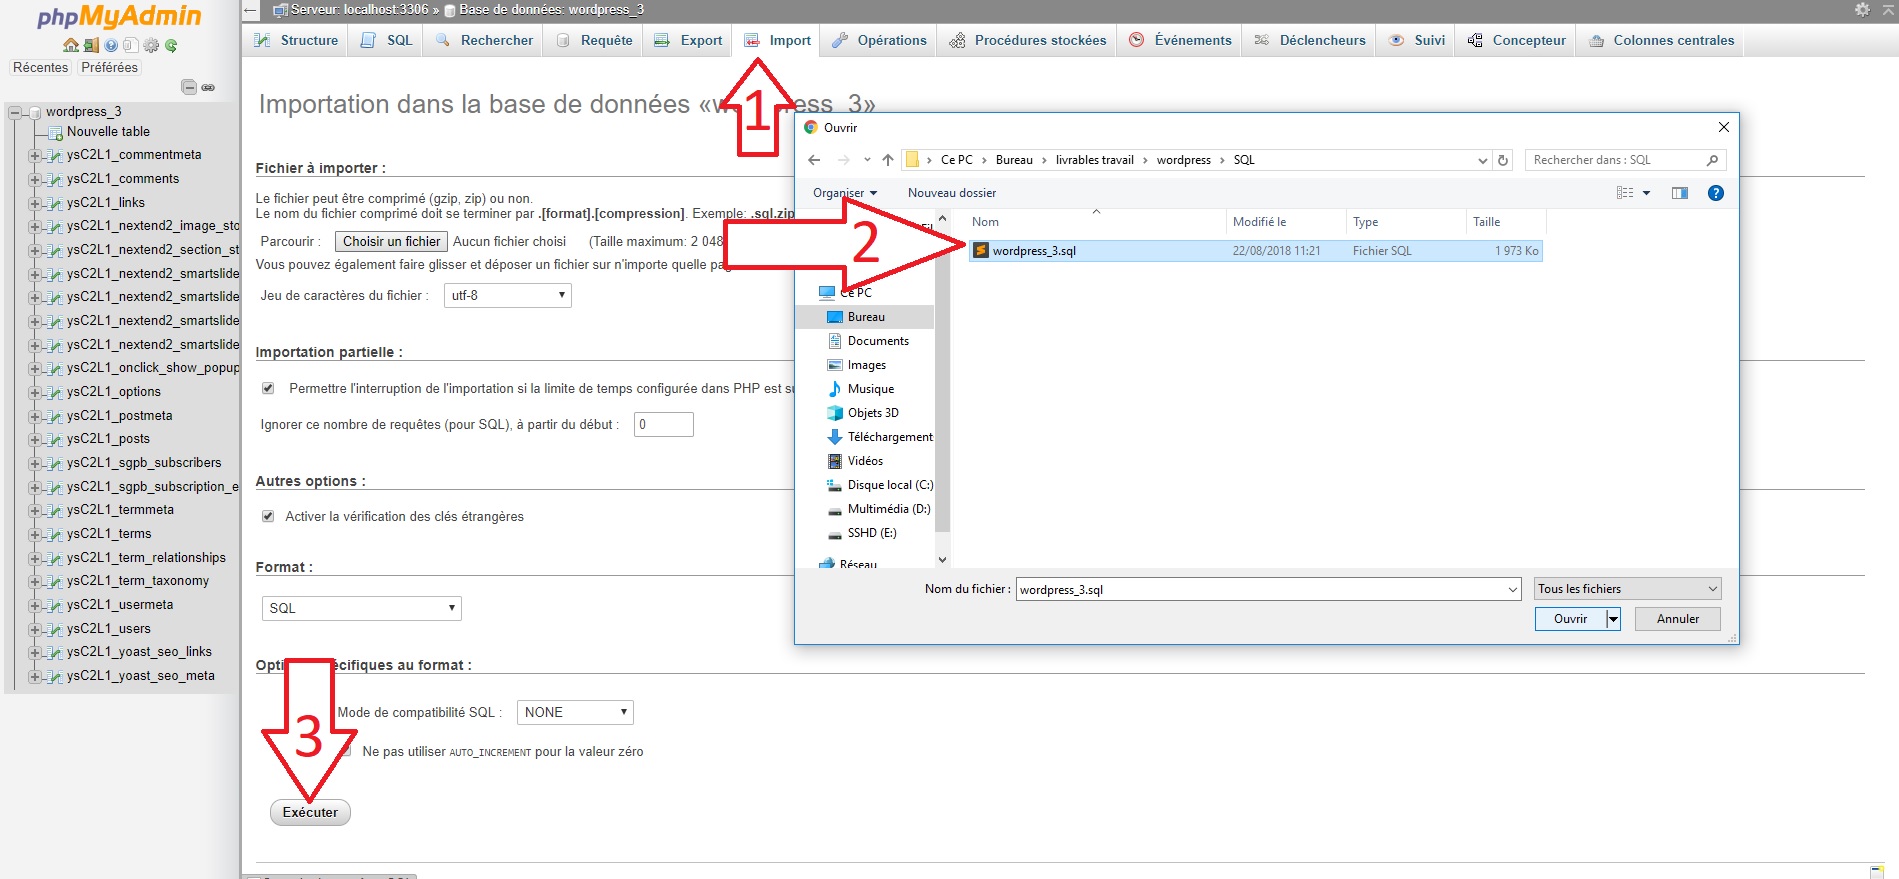 phpMyAdmin
Récentes Préférées
wordpress_3
Nouvelle table
ysC2L1_commentmeta
ysC2L1_comments
ysC2L1_links
ysC2L1_nextend2_image_sto
ysC2L1_nextend2_section_st
ysC2L1_nextend2_smartslide
ysC2L1_nextend2_smartslide
ysC2L1_nextend2_smartslide
ysC2L1_nextend2_smartslide
ysC2L1_onclick_show_popup
ysC2L1_options
ysC2L1_postmeta
ysC2L1_posts
ysC2L1_sgpb_subscribers
ysC2L1_sgpb_subscription_e
ysC2L1_termmeta
ysC2L1_terms
ysC2L1_term_relationships
ysC2L1_term_taxonomy
ysC2L1_usermeta
ysC2L1_users
ysC2L1_yoast_seo_links
ysC2L1_yoast_seo_meta
Serveur: localhost:3306 » Base de données: wordpress_3
Structure SQL Rechercher Requête Export Import Opérations Procédures stockées Événements Déclencheurs Suivi Concepteur Colonnes centrales
Importation dans la base de données «wordpress_3»
1
Fichier à importer :
Le fichier peut être comprimé (gzip, zip) ou non.
Le nom du fichier comprimé doit se terminer par .[format].[compression]. Exemple: .sql.zip
Parcourir : Choisir un fichier Aucun fichier choisi (Taille maximum: 2 048
Vous pouvez également faire glisser et déposer un fichier sur n'importe quelle pag
Jeu de caractères du fichier : utf-8
Importation partielle :
Permettre l'interruption de l'importation si la limite de temps configurée dans PHP est su
Ignorer ce nombre de requêtes (pour SQL), à partir du début : 0
Autres options :
Activer la vérification des clés étrangères
Format :
SQL
Options spécifiques au format :
Mode de compatibilité SQL : NONE
3
Ne pas utiliser AUTO_INCREMENT pour la valeur zéro
Exécuter
Ouvrir
Ce PC › Bureau › livrables travail › wordpress › SQL
Rechercher dans : SQL
Organiser Nouveau dossier
Nom Modifié le Type Taille
2
wordpress_3.sql 22/08/2018 11:21 Fichier SQL 1 973 Ko
Ce PC
Bureau
Documents
Images
Musique
Objets 3D
Téléchargement
Vidéos
Disque local (C:)
Multimédia (D:)
SSHD (E:)
Réseau
Nom du fichier : wordpress_3.sql Tous les fichiers
Ouvrir Annuler